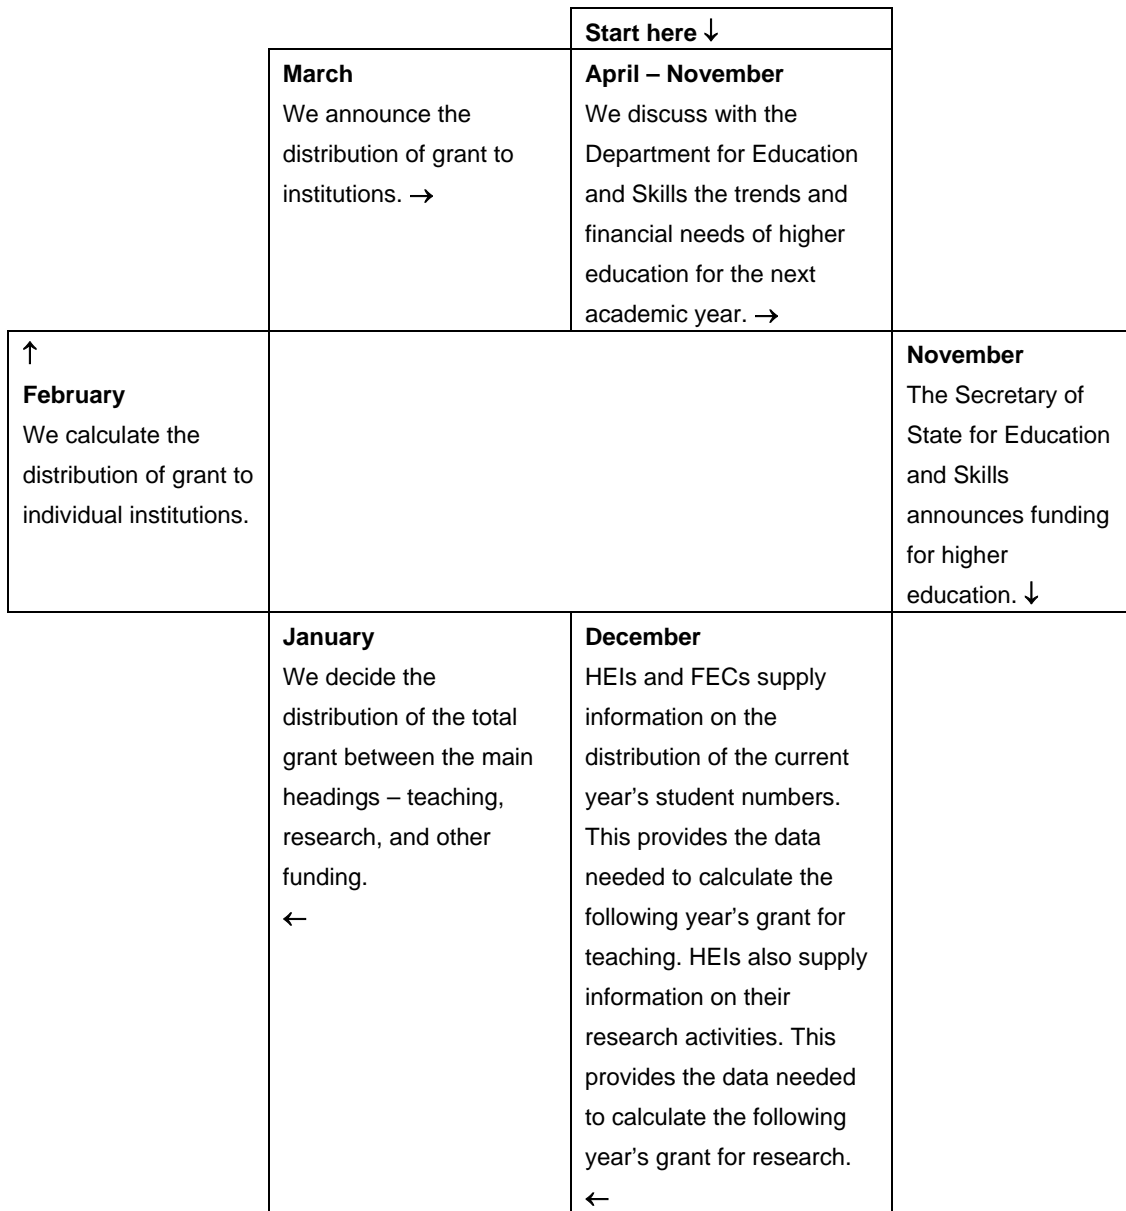 Start here ↓
March
We announce the
distribution of grant to
institutions. →
April – November
We discuss with the
Department for Education
and Skills the trends and
financial needs of higher
education for the next
academic year. →
↑
February
We calculate the
distribution of grant to
individual institutions.
November
The Secretary of
State for Education
and Skills
announces funding
for higher
education. ↓
January
We decide the
distribution of the total
grant between the main
headings – teaching,
research, and other
funding.
←
December
HEIs and FECs supply
information on the
distribution of the current
year’s student numbers.
This provides the data
needed to calculate the
following year’s grant for
teaching. HEIs also supply
information on their
research activities. This
provides the data needed
to calculate the following
year’s grant for research.
←